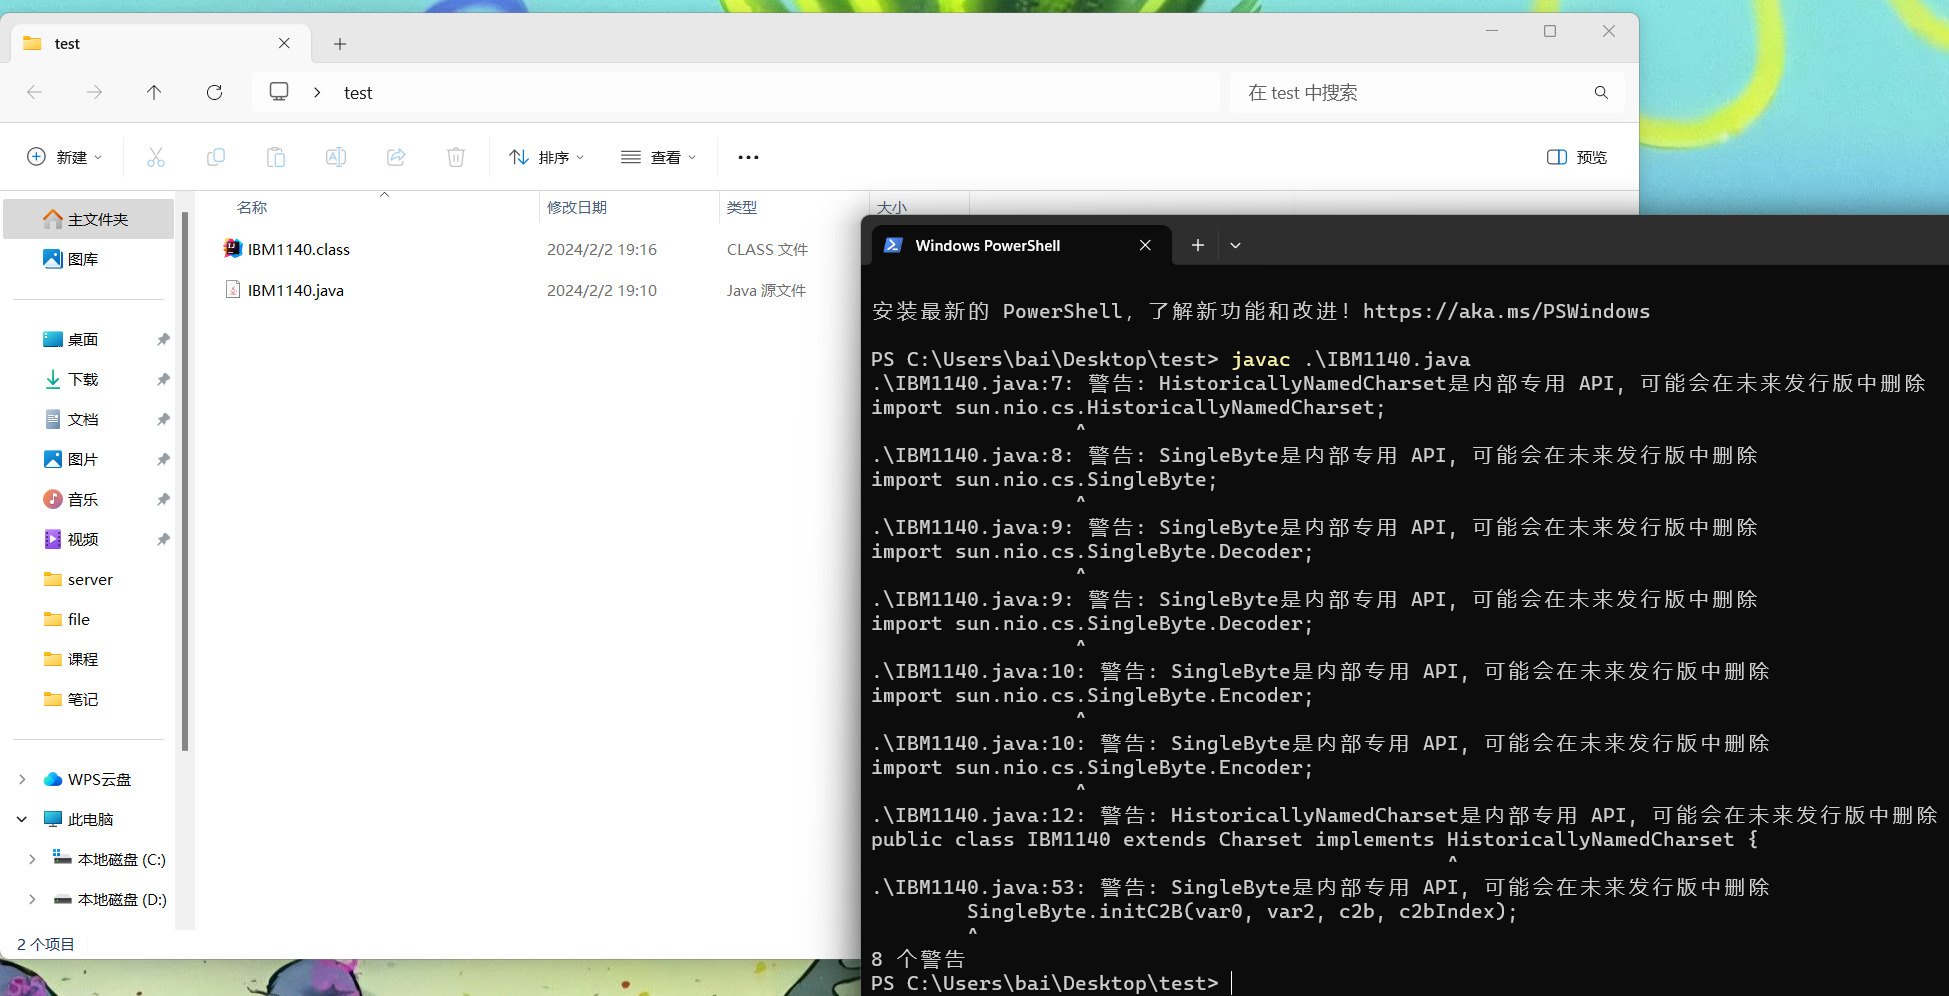 test
test
在 test 中搜索
新建
排序
查看
预览
名称
修改日期
类型
大小
主文件夹
图库
桌面
下载
文档
图片
音乐
视频
server
file
课程
笔记
WPS云盘
此电脑
本地磁盘 (C:)
本地磁盘 (D:)
IBM1140.class 2024/2/2 19:16 CLASS 文件
IBM1140.java 2024/2/2 19:10 Java 源文件
2 个项目
Windows PowerShell
安装最新的 PowerShell，了解新功能和改进！https://aka.ms/PSWindows
PS C:\Users\bai\Desktop\test> javac .\IBM1140.java
.\IBM1140.java:7: 警告: HistoricallyNamedCharset是内部专用 API, 可能会在未来发行版中删除
import sun.nio.cs.HistoricallyNamedCharset;
^
.\IBM1140.java:8: 警告: SingleByte是内部专用 API, 可能会在未来发行版中删除
import sun.nio.cs.SingleByte;
^
.\IBM1140.java:9: 警告: SingleByte是内部专用 API, 可能会在未来发行版中删除
import sun.nio.cs.SingleByte.Decoder;
^
.\IBM1140.java:9: 警告: SingleByte是内部专用 API, 可能会在未来发行版中删除
import sun.nio.cs.SingleByte.Decoder;
^
.\IBM1140.java:10: 警告: SingleByte是内部专用 API, 可能会在未来发行版中删除
import sun.nio.cs.SingleByte.Encoder;
^
.\IBM1140.java:10: 警告: SingleByte是内部专用 API, 可能会在未来发行版中删除
import sun.nio.cs.SingleByte.Encoder;
^
.\IBM1140.java:12: 警告: HistoricallyNamedCharset是内部专用 API, 可能会在未来发行版中删除
public class IBM1140 extends Charset implements HistoricallyNamedCharset {
^
.\IBM1140.java:53: 警告: SingleByte是内部专用 API, 可能会在未来发行版中删除
SingleByte.initC2B(var0, var2, c2b, c2bIndex);
^
8 个警告
PS C:\Users\bai\Desktop\test>